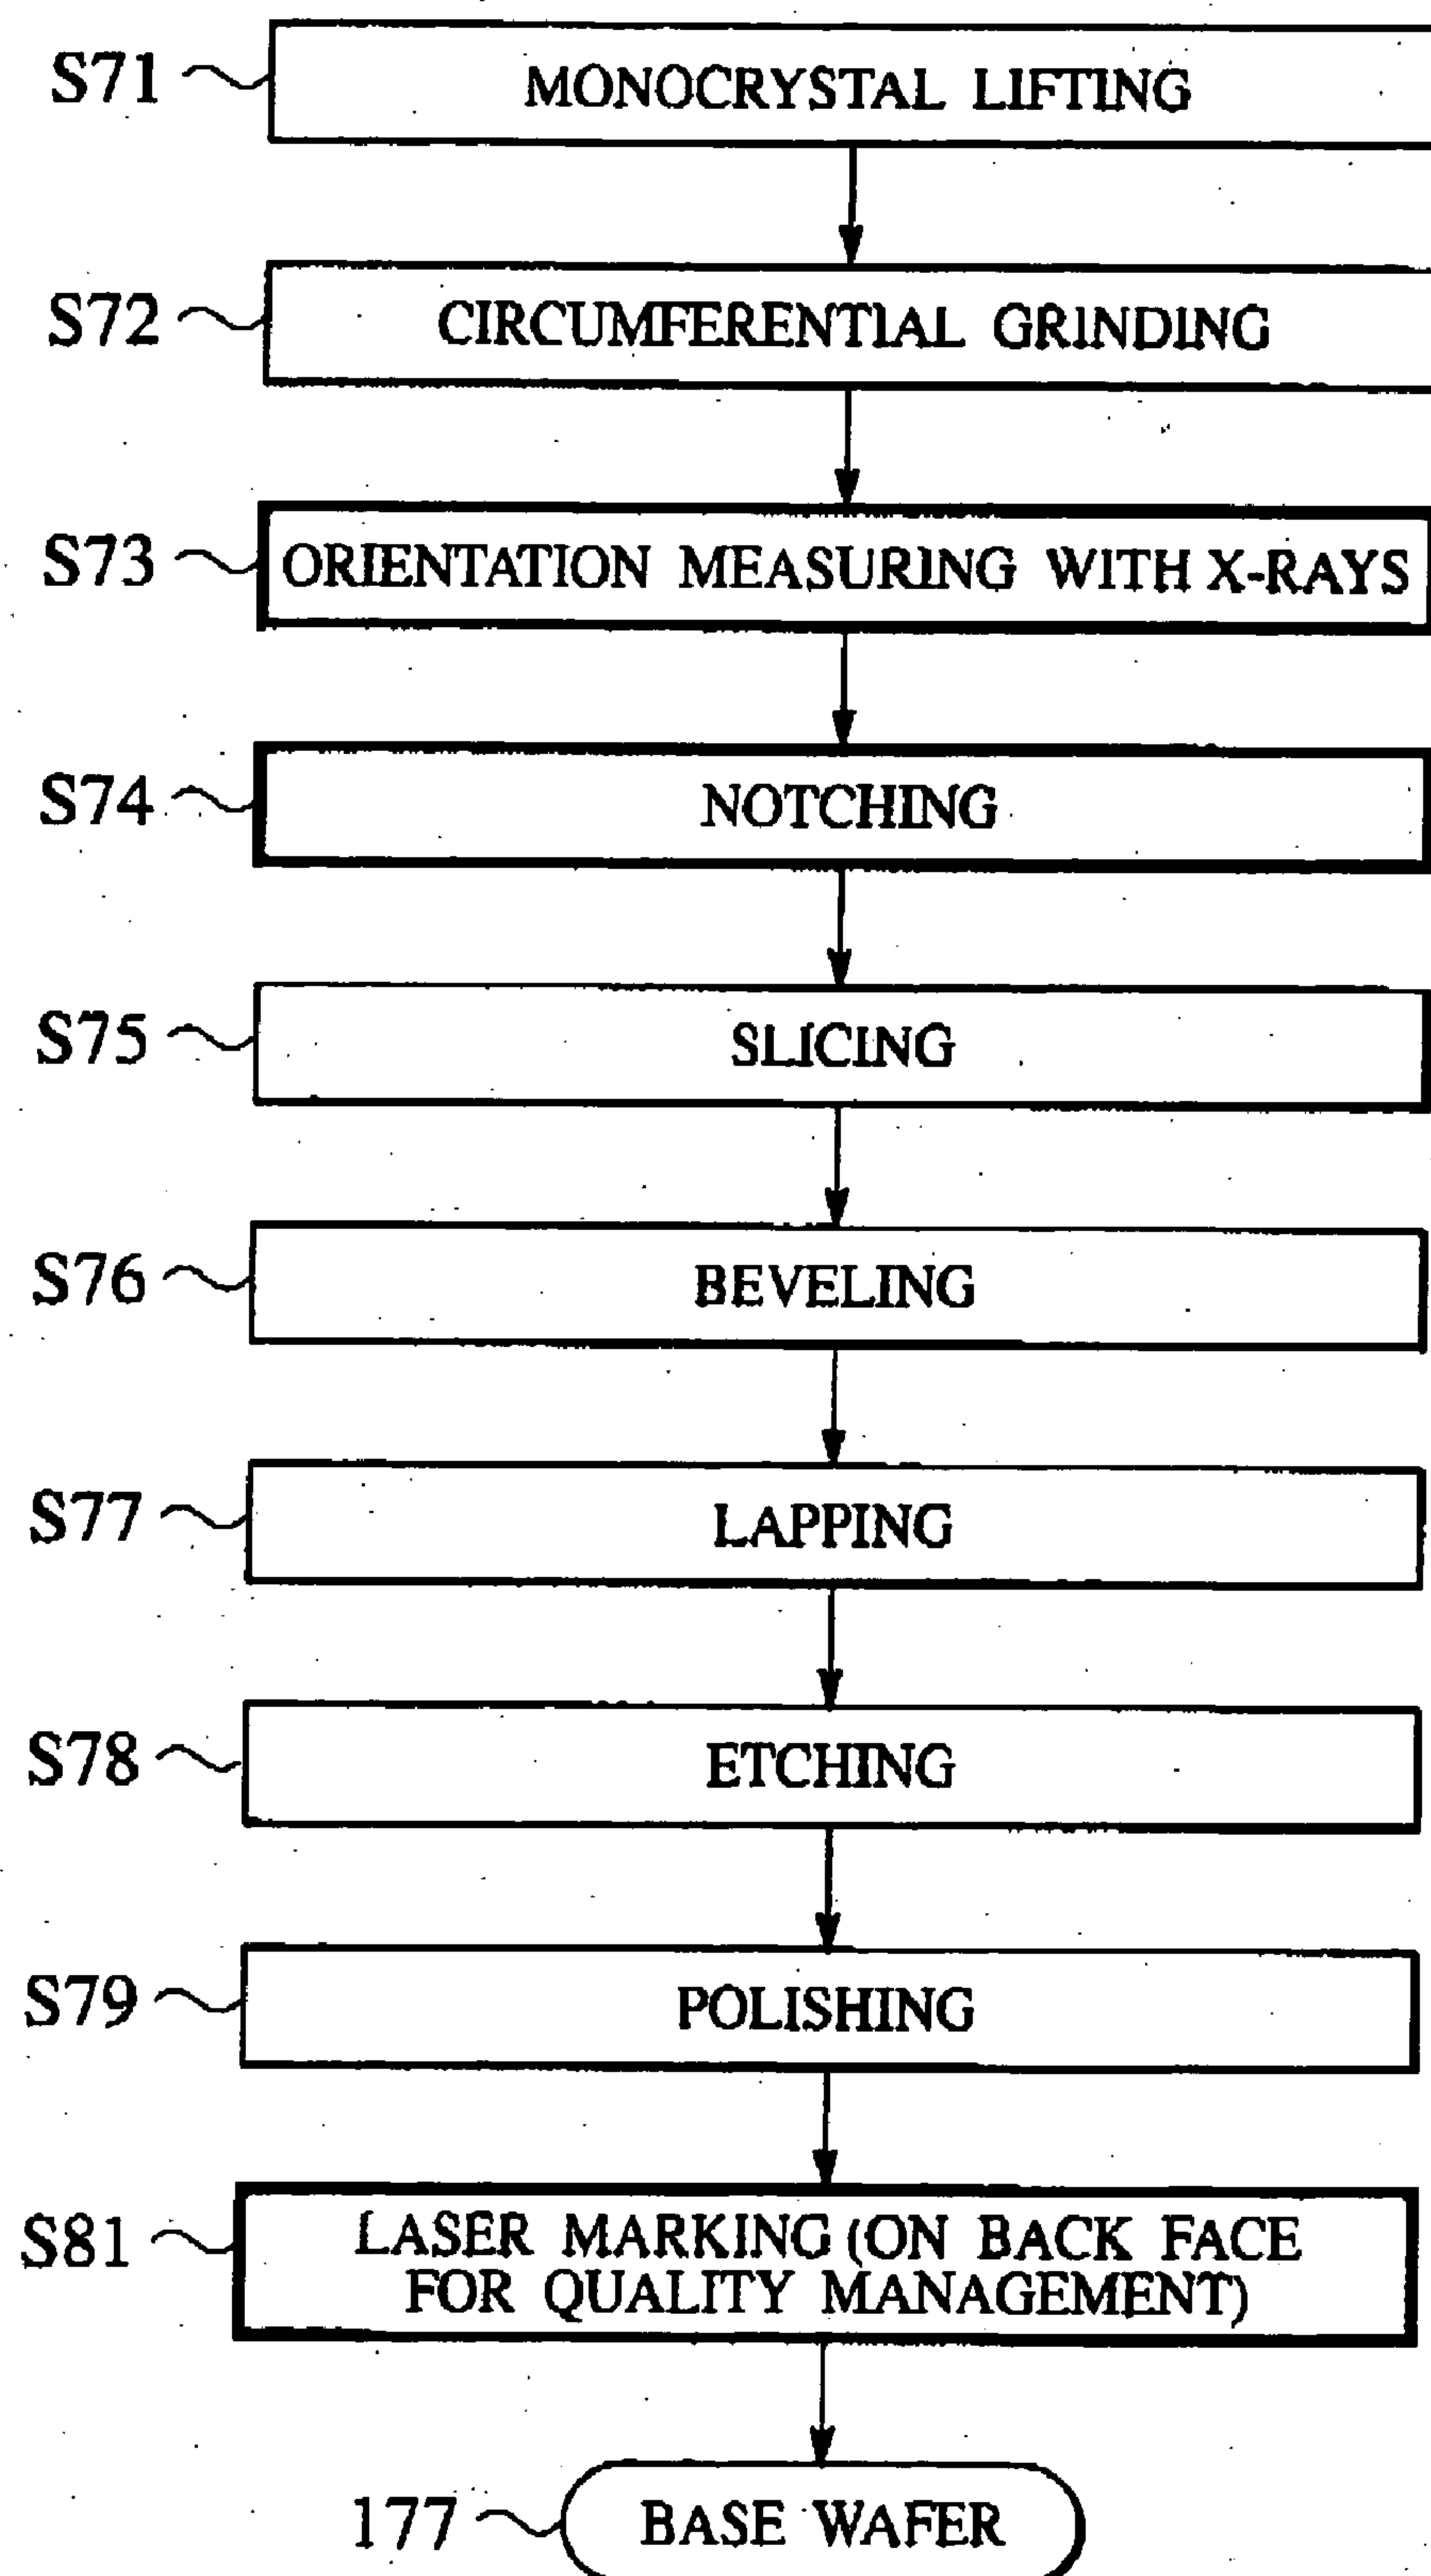 S71 MONOCRYSTAL LIFTING
S72 CIRCUMFERENTIAL GRINDING
S73 ORIENTATION MEASURING WITH X-RAYS
S74 NOTCHING
S75 SLICING
S76 BEVELING
S77 LAPPING
S78 ETCHING
S79 POLISHING
S81 LASER MARKING (ON BACK FACE
FOR QUALITY MANAGEMENT)
177 BASE WAFER